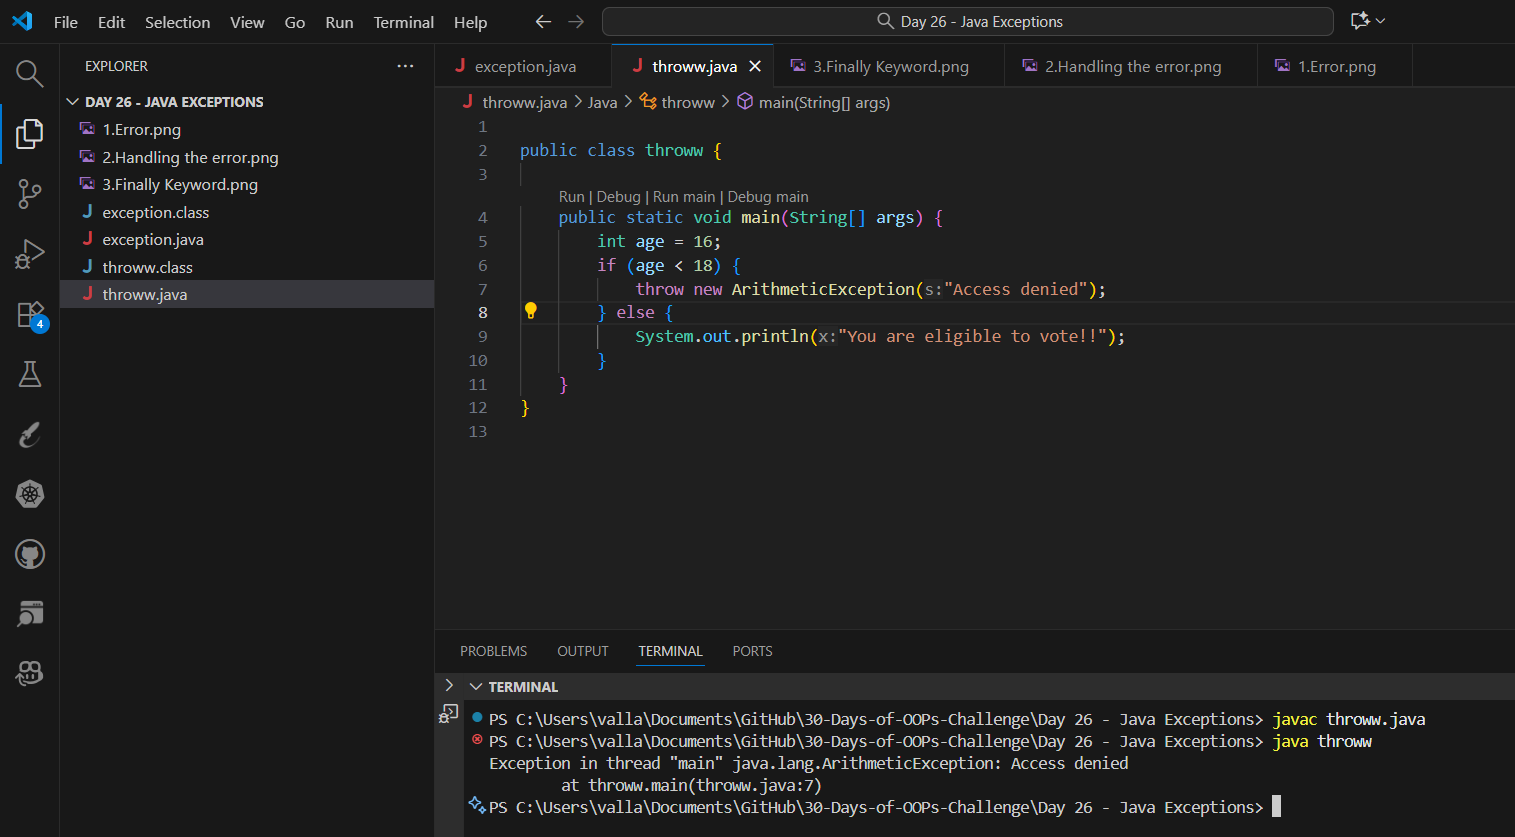 File Edit Selection View Go Run Terminal Help
Day 26 - Java Exceptions
EXPLORER
DAY 26 - JAVA EXCEPTIONS
1.Error.png
2.Handling the error.png
3.Finally Keyword.png
exception.class
exception.java
throww.class
throww.java
4
exception.java throww.java 3.Finally Keyword.png 2.Handling the error.png 1.Error.png
throww.java > Java > throww > main(String[] args)
1
2 public class throww {
3
Run | Debug | Run main | Debug main
4 public static void main(String[] args) {
5 int age = 16;
6 if (age < 18) {
7 throw new ArithmeticException(s:"Access denied");
8 } else {
9 System.out.println(x:"You are eligible to vote!!");
10 }
11 }
12 }
13
PROBLEMS OUTPUT TERMINAL PORTS
TERMINAL
PS C:\Users\valla\Documents\GitHub\30-Days-of-OOPs-Challenge\Day 26 - Java Exceptions> javac throww.java
PS C:\Users\valla\Documents\GitHub\30-Days-of-OOPs-Challenge\Day 26 - Java Exceptions> java throww
Exception in thread "main" java.lang.ArithmeticException: Access denied
at throww.main(throww.java:7)
PS C:\Users\valla\Documents\GitHub\30-Days-of-OOPs-Challenge\Day 26 - Java Exceptions>